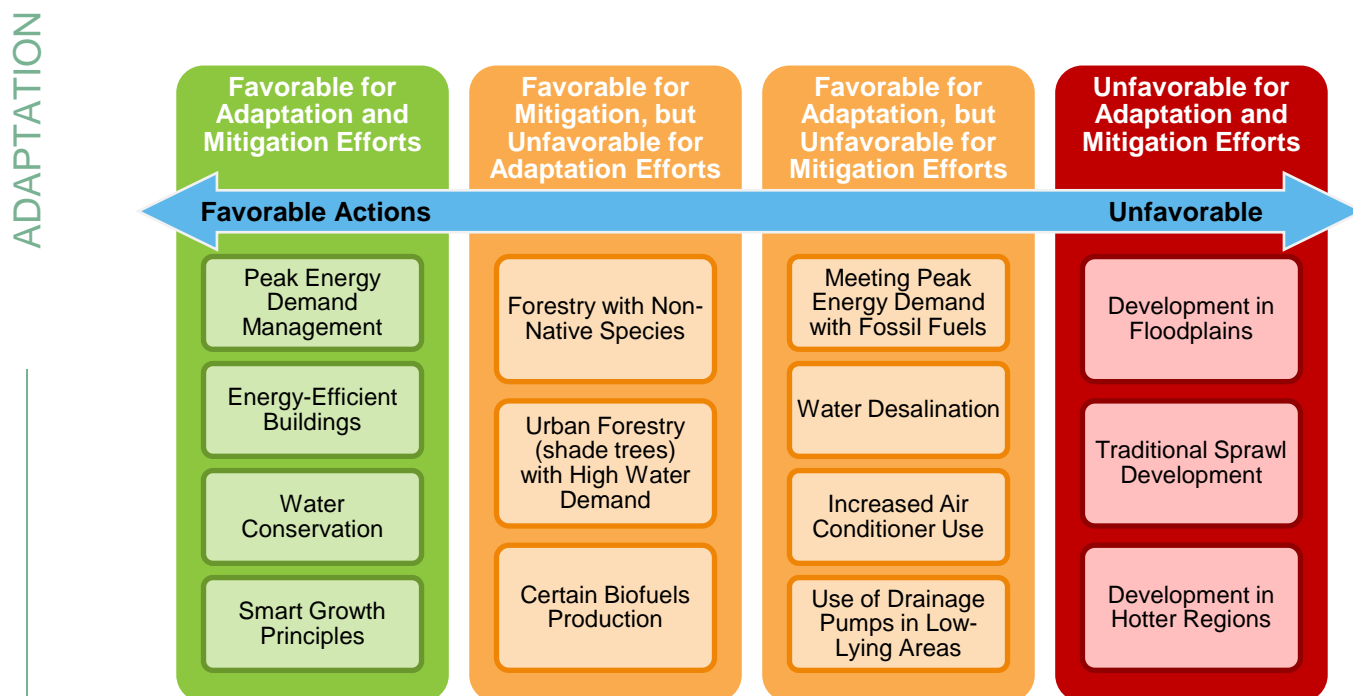 ADAPTATION
Favorable for
Adaptation and
Mitigation Efforts
Favorable for
Mitigation, but
Unfavorable for
Adaptation Efforts
Favorable for
Adaptation, but
Unfavorable for
Mitigation Efforts
Unfavorable for
Adaptation and
Mitigation Efforts
Favorable Actions
Unfavorable
Peak Energy
Demand
Management
Energy-Efficient
Buildings
Water
Conservation
Smart Growth
Principles
Forestry with Non-
Native Species
Urban Forestry
(shade trees)
with High Water
Demand
Certain Biofuels
Production
Meeting Peak
Energy Demand
with Fossil Fuels
Water Desalination
Increased Air
Conditioner Use
Use of Drainage
Pumps in Low-
Lying Areas
Development in
Floodplains
Traditional Sprawl
Development
Development in
Hotter Regions